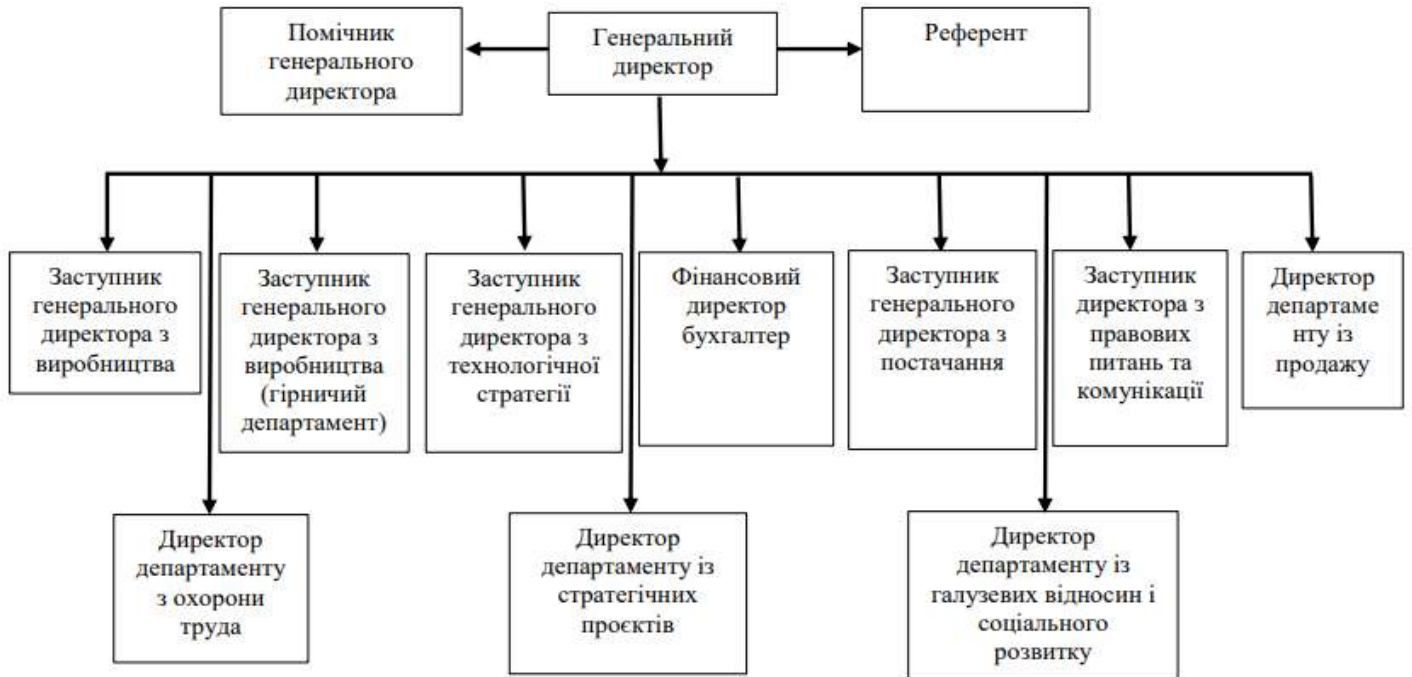 Помічник
генерального
директора
Генеральний
директор
Референт
Заступник
генерального
директора з
виробництва
Заступник
генерального
директора з
виробництва
(гірничий
департамент)
Заступник
генерального
директора з
технологічної
стратегії
Фінансовий
директор
бухгалтер
Заступник
генерального
директора з
постачання
Заступник
директора з
правових
питань та
комунікації
Директор
департаме
нту із
продажу
Директор
департаменту
з охорони
труда
Директор
департаменту із
стратегічних
проєктів
Директор
департаменту із
галузевих відносин і
соціального
розвитку